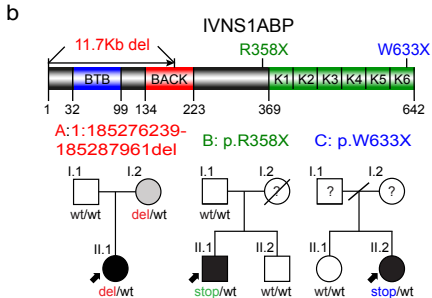 b
IVNS1ABP
11.7Kb del
R358X
W633X
BTB
BACK
K1 K2 K3 K4 K5 K6
1 32 99 134 223 369 642
A:1:185276239-
185287961del
B: p.R358X
C: p.W633X
I.1 I.2 I.1 I.2 I.1 I.2
? ? ?
wt/wt del/wt wt/wt
II.1 II.1 II.2 II.1 II.2
del/wt stop/wt wt/wt wt/wt stop/wt